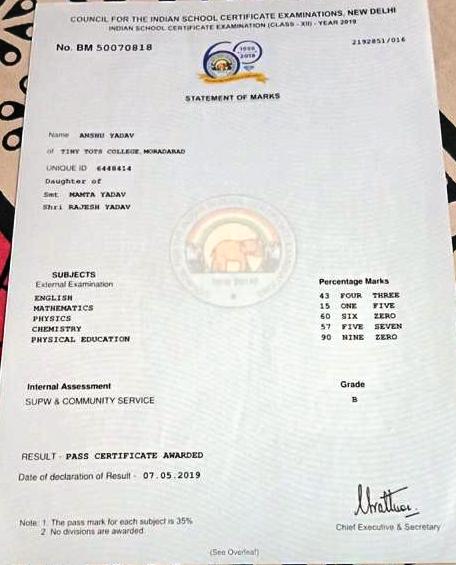 COUNCIL FOR THE INDIAN SCHOOL CERTIFICATE EXAMINATIONS, NEW DELHI
INDIAN SCHOOL CERTIFICATE EXAMINATION (CLASS - XII) - YEAR 2019
No. BM 50070818
2192851/016
60
1958
2018
STATEMENT OF MARKS
Name ANSHU YADAV
of TINY TOTS COLLEGE, MORADABAD
UNIQUE ID 6448414
Daughter of
Smt MAMTA YADAV
Shri RAJESH YADAV
SUBJECTS
External Examination
Percentage Marks
ENGLISH 43 FOUR THREE
MATHEMATICS 15 ONE FIVE
PHYSICS 60 SIX ZERO
CHEMISTRY 57 FIVE SEVEN
PHYSICAL EDUCATION 90 NINE ZERO
Internal Assessment Grade
SUPW & COMMUNITY SERVICE B
RESULT - PASS CERTIFICATE AWARDED
Date of declaration of Result - 07.05.2019
Note: 1. The pass mark for each subject is 35%
2 No divisions are awarded.
Chief Executive & Secretary
(See Overleaf)